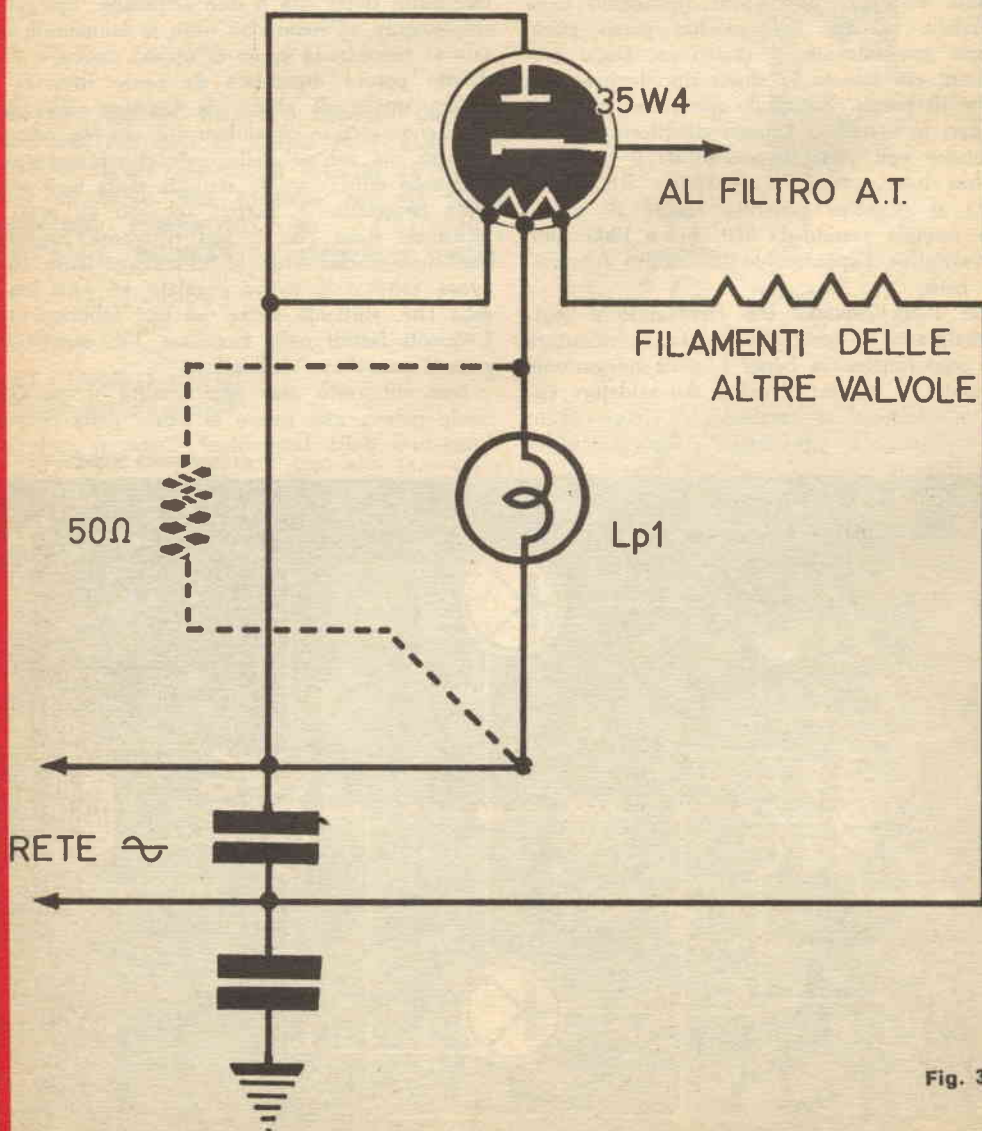 35W4
AL FILTRO A.T.
FILAMENTI DELLE
ALTRE VALVOLE
50Ω
Lp1
RETE ∿
Fig. 3